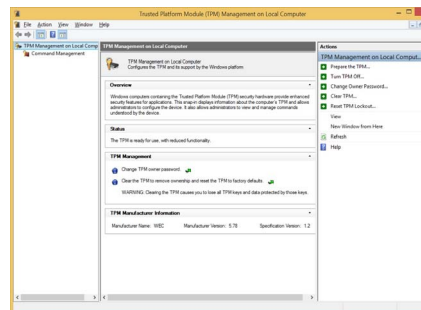 Trusted Platform Module (TPM) Management on Local Computer
File Action View Window Help
TPM Management on Local Comp
Command Management
TPM Management on Local Computer
TPM Management on Local Computer
Configures the TPM and its support by the Windows platform
Overview
Windows computers containing the Trusted Platform Module (TPM) security hardware provide enhanced
security features for applications. This snap-in displays information about the computer's TPM and allows
administrators to configure the device. It also allows administrators to view and manage commands
understood by the device.
Status
The TPM is ready for use, with reduced functionality.
TPM Management
Change TPM owner password.
Clear the TPM to remove ownership and reset the TPM to factory defaults.
WARNING: Clearing the TPM causes you to lose all TPM keys and data protected by those keys.
TPM Manufacturer Information
Manufacturer Name: WEC Manufacturer Version: 5.78 Specification Version: 1.2
Actions
TPM Management on Local Comput...
Prepare the TPM...
Turn TPM Off...
Change Owner Password...
Clear TPM...
Reset TPM Lockout...
View
New Window from Here
Refresh
Help